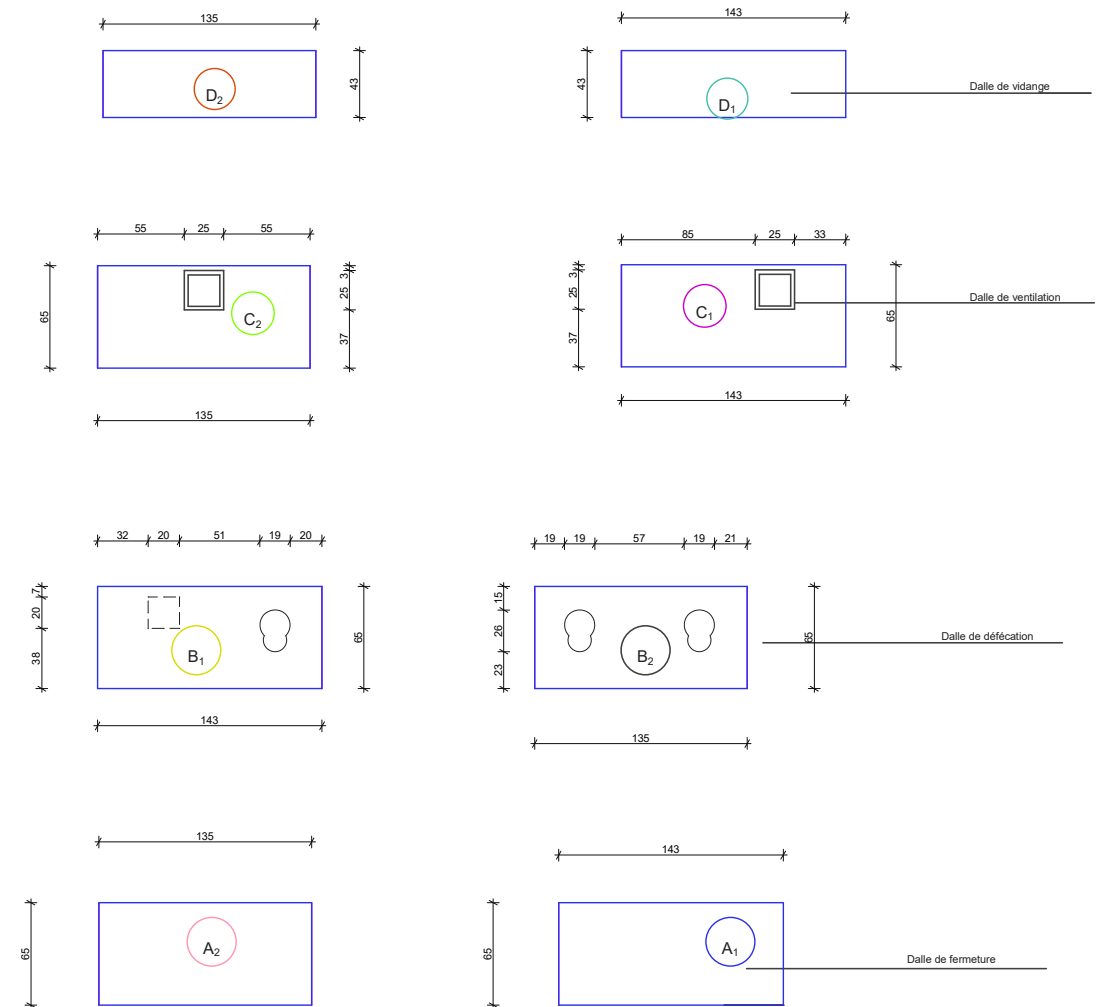 135
143
43
D2
43
D1
Dalle de vidange
55 25 55
85 25 33
65
C2
3
25
37
3
25
37
C1
65
Dalle de ventilation
135
143
32 20 51 19 20
19 19 57 19 21
7
20
38
B1
65
15
26
23
B2
65
Dalle de défécation
143
135
135
143
65
A2
65
A1
Dalle de fermeture